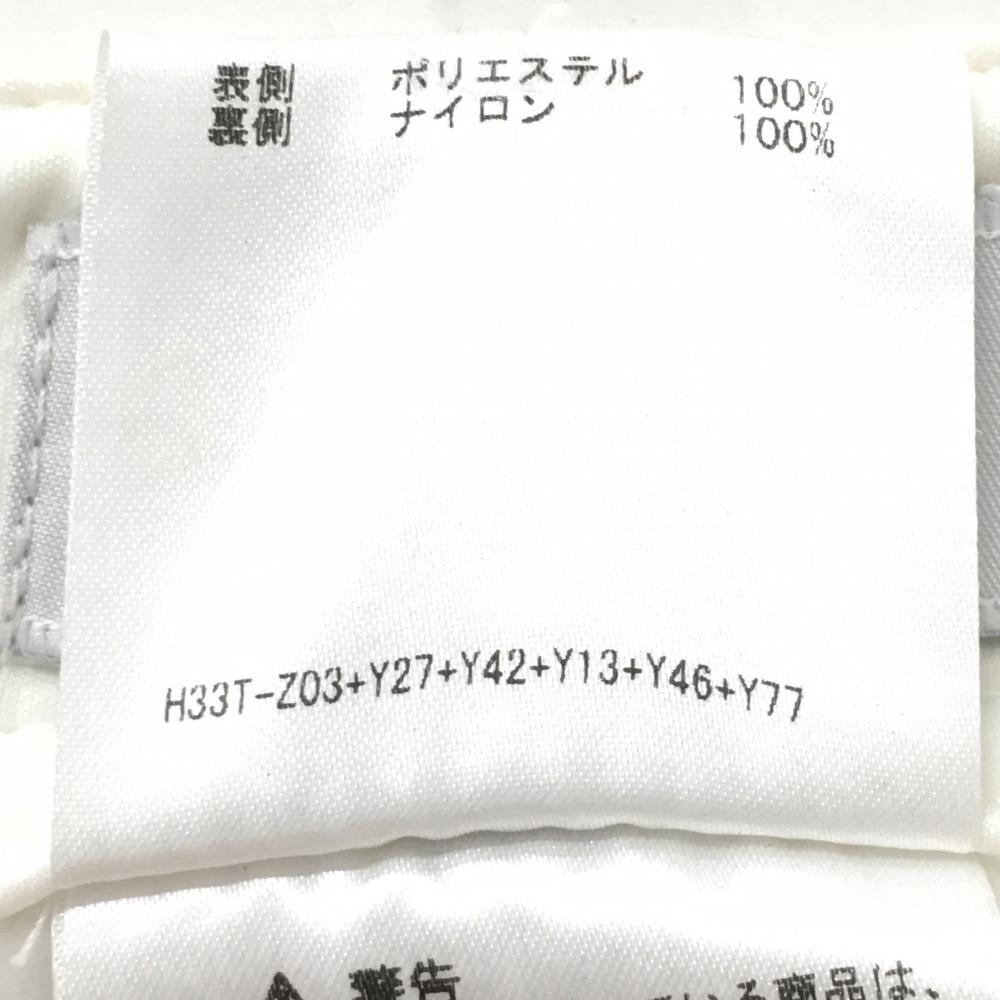 表側 ポリエステル 100%
裏側 ナイロン 100%
H33T-Z03+Y27+Y42+Y13+Y46+Y77
警告 いる商品は、